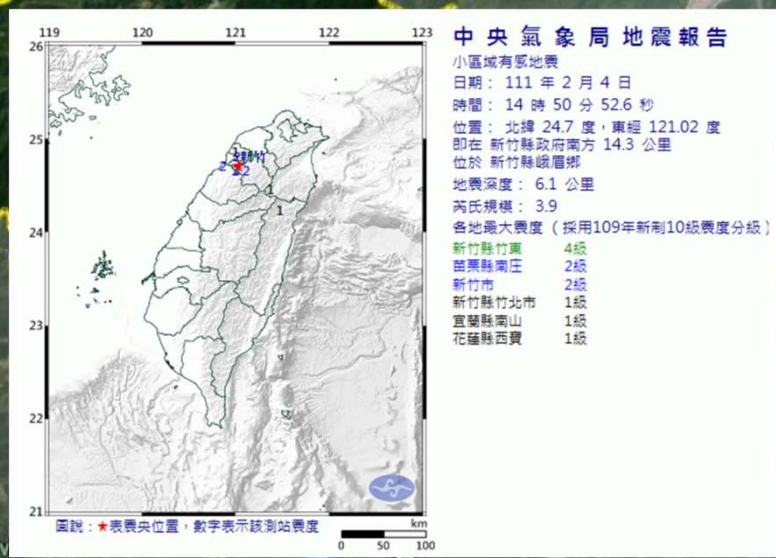 中央氣象局地震報告
小區域有感地震
日期： 111 年 2 月 4 日
時間： 14 時 50 分 52.6 秒
位置： 北緯 24.7 度，東經 121.02 度
即在 新竹縣政府南方 14.3 公里
位於 新竹縣峨眉鄉
地震深度： 6.1 公里
芮氏規模： 3.9
各地最大震度（採用109年新制10級震度分級）
新竹縣竹東 4級
苗栗縣南庄 2級
新竹市 2級
新竹縣竹北市 1級
宜蘭縣南山 1級
花蓮縣西寶 1級
119 120 121 122 123
26
25
24
23
22
21
新竹
2
2
1
1
圖說：★表震央位置，數字表示該測站震度
km
0 50 100